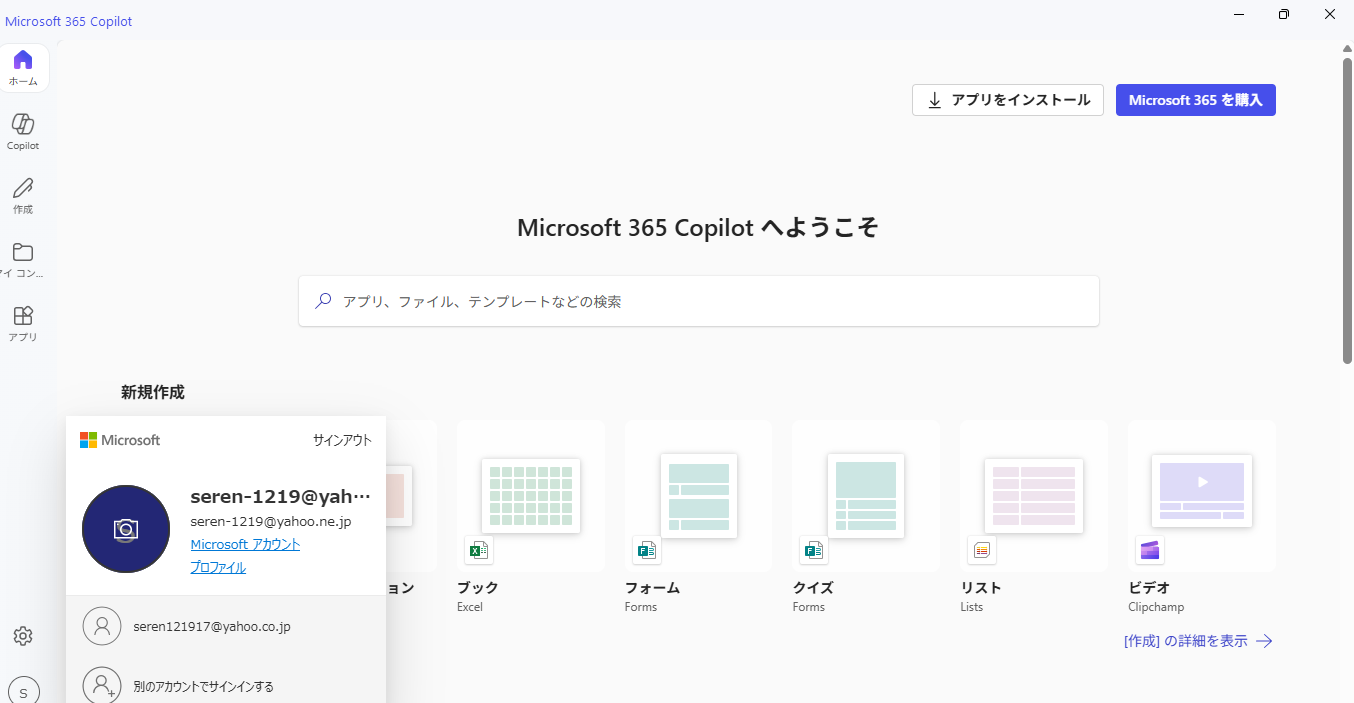 Microsoft 365 Copilot
ホーム
Copilot
作成
マイ コン...
アプリ
アプリをインストール
Microsoft 365 を購入
Microsoft 365 Copilot へようこそ
アプリ、ファイル、テンプレートなどの検索
新規作成
Microsoft
サインアウト
seren-1219@yah...
seren-1219@yahoo.ne.jp
Microsoft アカウント
プロファイル
seren121917@yahoo.co.jp
別のアカウントでサインインする
ョン
ブック
Excel
フォーム
Forms
クイズ
Forms
リスト
Lists
ビデオ
Clipchamp
[作成] の詳細を表示
S